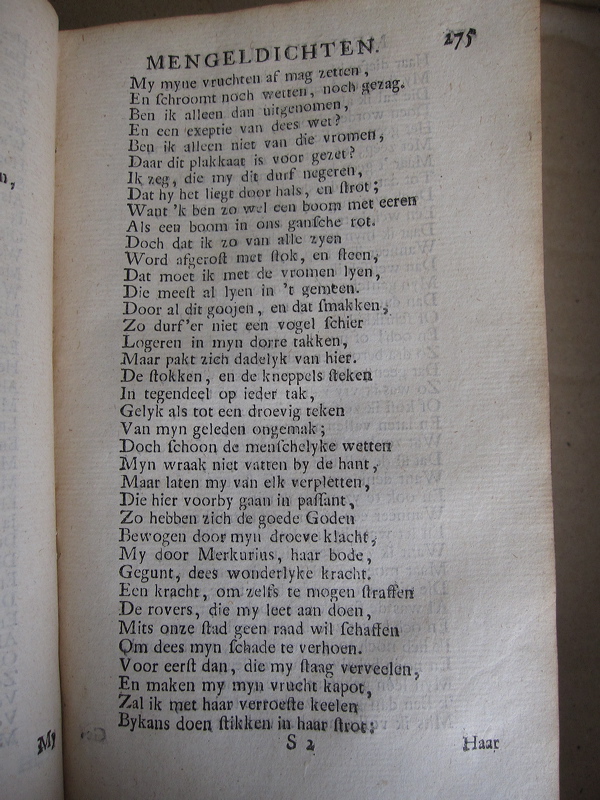 n,
My
MENGELDICHTEN. 275
My myne vruchten af mag zetten,
En ſchroomt noch wetten, noch gezag.
Ben ik alleen dan uitgenomen,
En een exeptie van dees wet?
Ben ik alleen niet van die vromen,
Daar dit plakkaat is voor gezet?
Ik zeg, die my dit durf negeren,
Dat hy het liegt door hals, en ſtrot;
Want 'k ben zo wel een boom met eeren
Als een boom in ons ganſche rot.
Doch dat ik zo van alle zyen
Word afgeroſt met ſtok, en ſteen,
Dat moet ik met de vromen lyen,
Die meeſt al lyen in 't gemeen.
Door al dit goojen, en dat ſmakken,
Zo durf'er niet een vogel ſchier
Logeren in myn dorre takken,
Maar pakt zich dadelyk van hier.
De ſtokken, en de kneppels ſteken
In tegendeel op ieder tak,
Gelyk als tot een droevig teken
Van myn geleden ongemak;
Doch ſchoon de menſchelyke wetten
Myn wraak niet vatten by de hant,
Maar laten my van elk verpletten,
Die hier voorby gaan in paſſant,
Zo hebben zich de goede Goden
Bewogen door myn droeve klacht,
My door Merkurius, haar bode,
Gegunt, dees wonderlyke kracht.
Een kracht, om zelfs te mogen ſtraffen
De rovers, die my leet aan doen,
Mits onze ſtad geen raad wil ſchaffen
Om dees myn ſchade te verhoen.
Voor eerſt dan, die my ſtaag verveelen,
En maken my myn vrucht kapot,
Zal ik met haar verroeſte keelen
Bykans doen ſtikken in haar ſtrot:
S 2 Haar